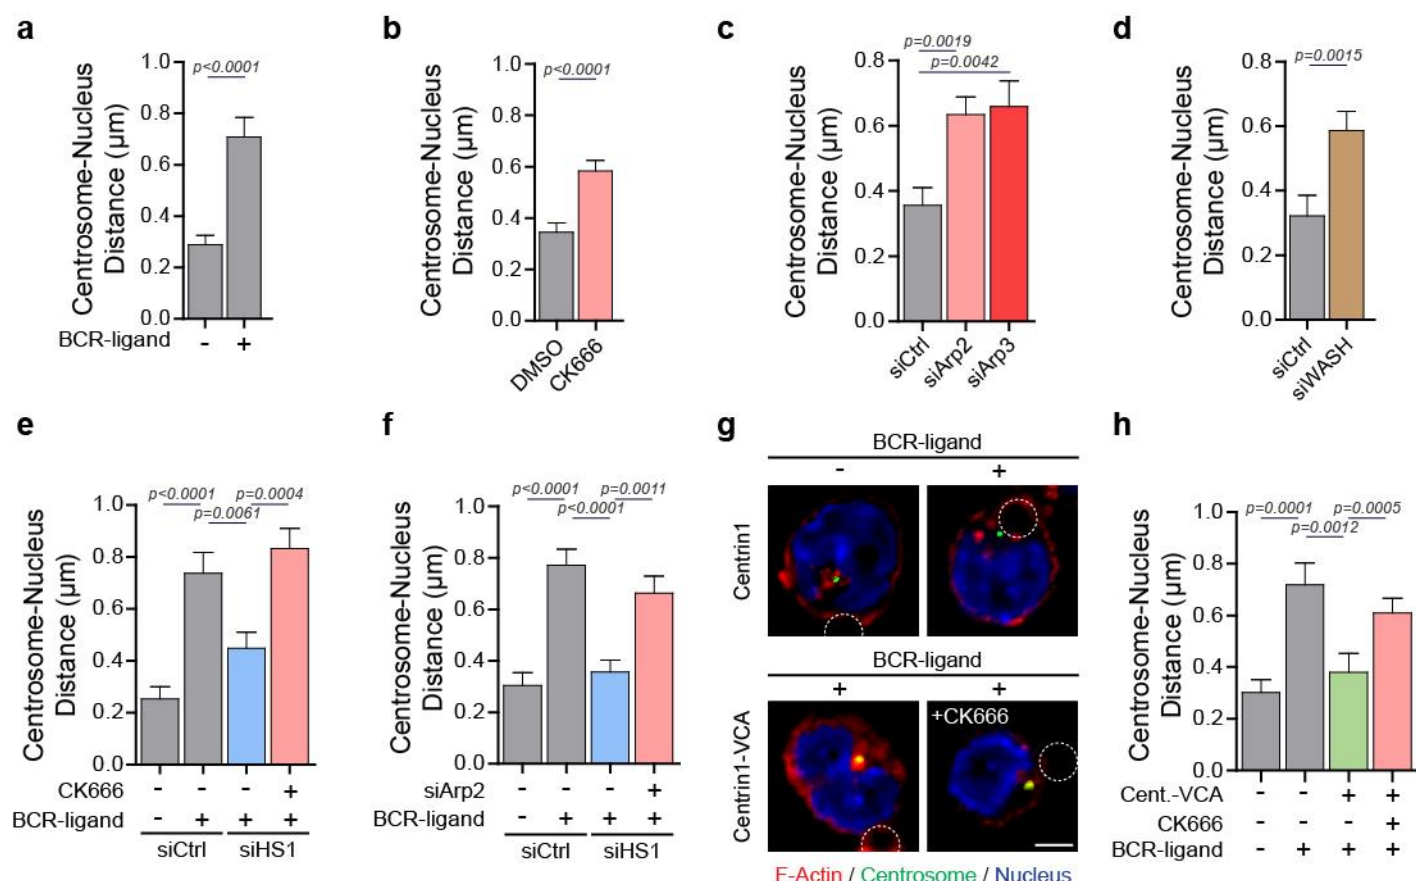 a
Centrosome-Nucleus
Distance (µm)
1.0
0.8
0.6
0.4
0.2
0.0
p<0.0001
BCR-ligand - +
b
Centrosome-Nucleus
Distance (µm)
1.0
0.8
0.6
0.4
0.2
0.0
p<0.0001
DMSO
CK666
c
Centrosome-Nucleus
Distance (µm)
0.8
0.6
0.4
0.2
0.0
p=0.0019
p=0.0042
siCtrl
siArp2
siArp3
d
Centrosome-Nucleus
Distance (µm)
0.8
0.6
0.4
0.2
0.0
p=0.0015
siCtrl
siWASH
e
Centrosome-Nucleus
Distance (µm)
1.0
0.8
0.6
0.4
0.2
0.0
p<0.0001 p=0.0004
p=0.0061
CK666 - - - +
BCR-ligand - + + +
siCtrl siHS1
f
Centrosome-Nucleus
Distance (µm)
1.0
0.8
0.6
0.4
0.2
0.0
p<0.0001 p=0.0011
p<0.0001
siArp2 - - - +
BCR-ligand - + + +
siCtrl siHS1
g
BCR-ligand
- +
Centrin1
BCR-ligand
+ +
Centrin1-VCA
+CK666
F-Actin / Centrosome / Nucleus
h
Centrosome-Nucleus
Distance (µm)
1.0
0.8
0.6
0.4
0.2
0.0
p=0.0001 p=0.0005
p=0.0012
Cent.-VCA - - + +
CK666 - - - +
BCR-ligand - + + +